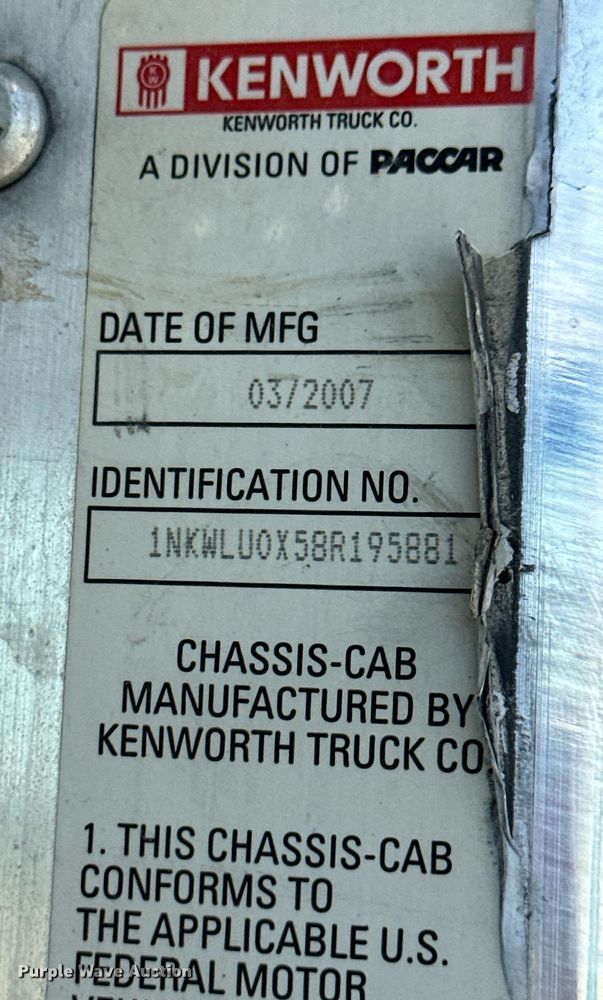 KENWORTH
KENWORTH TRUCK CO.
A DIVISION OF PACCAR
DATE OF MFG
03/2007
IDENTIFICATION NO.
1NKWLU0X58R195881
CHASSIS-CAB
MANUFACTURED BY
KENWORTH TRUCK CO
1. THIS CHASSIS-CAB
CONFORMS TO
THE APPLICABLE U.S.
FEDERAL MOTOR
Purple Wave Auction